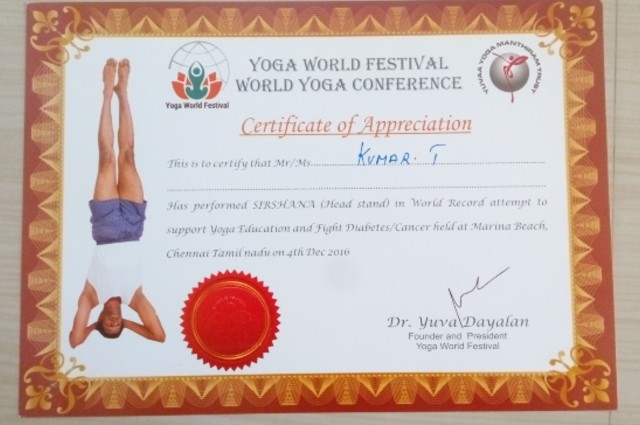 YOGA WORLD FESTIVAL
WORLD YOGA CONFERENCE
Yoga World Festival
YUVAA YOGA MANTHIRAM TRUST
Certificate of Appreciation
This is to certify that Mr/Ms. KUMAR. T
Has performed SIRSHANA (Head stand) in World Record attempt to
support Yoga Education and Fight Diabetes/Cancer held at Marina Beach,
Chennai Tamilnadu on 4th Dec 2016
Dr. Yuva Dayalan
Founder and President
Yoga World Festival